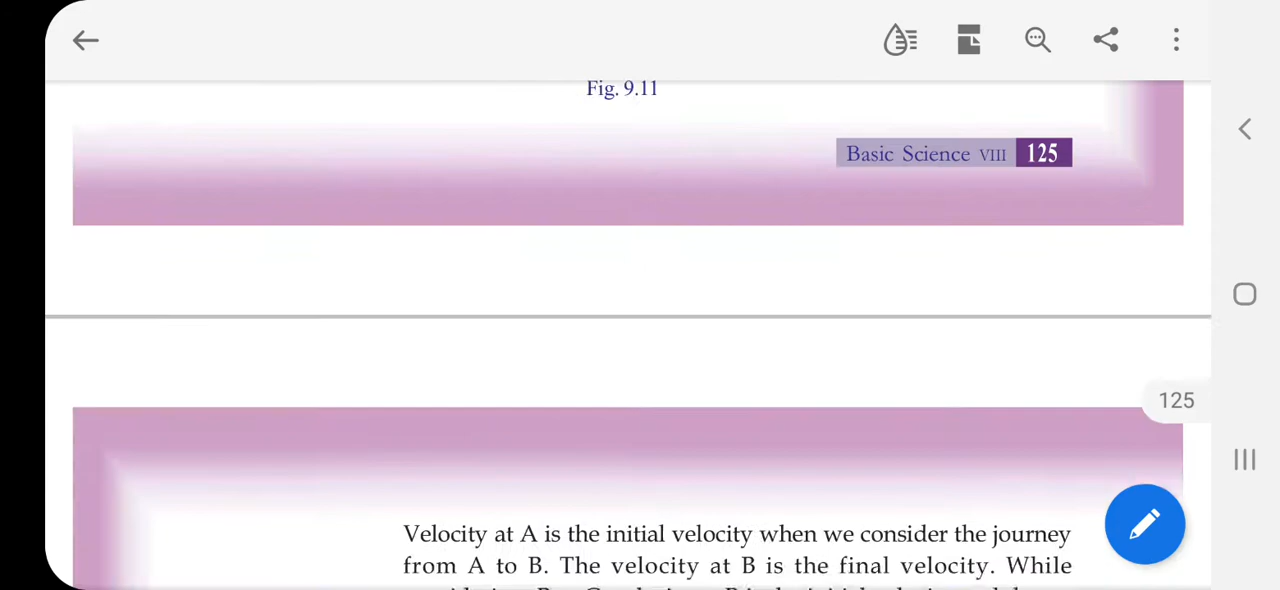 Fig. 9.11
Basic Science VIII 125
125
Velocity at A is the initial velocity when we consider the journey
from A to B. The velocity at B is the final velocity. While